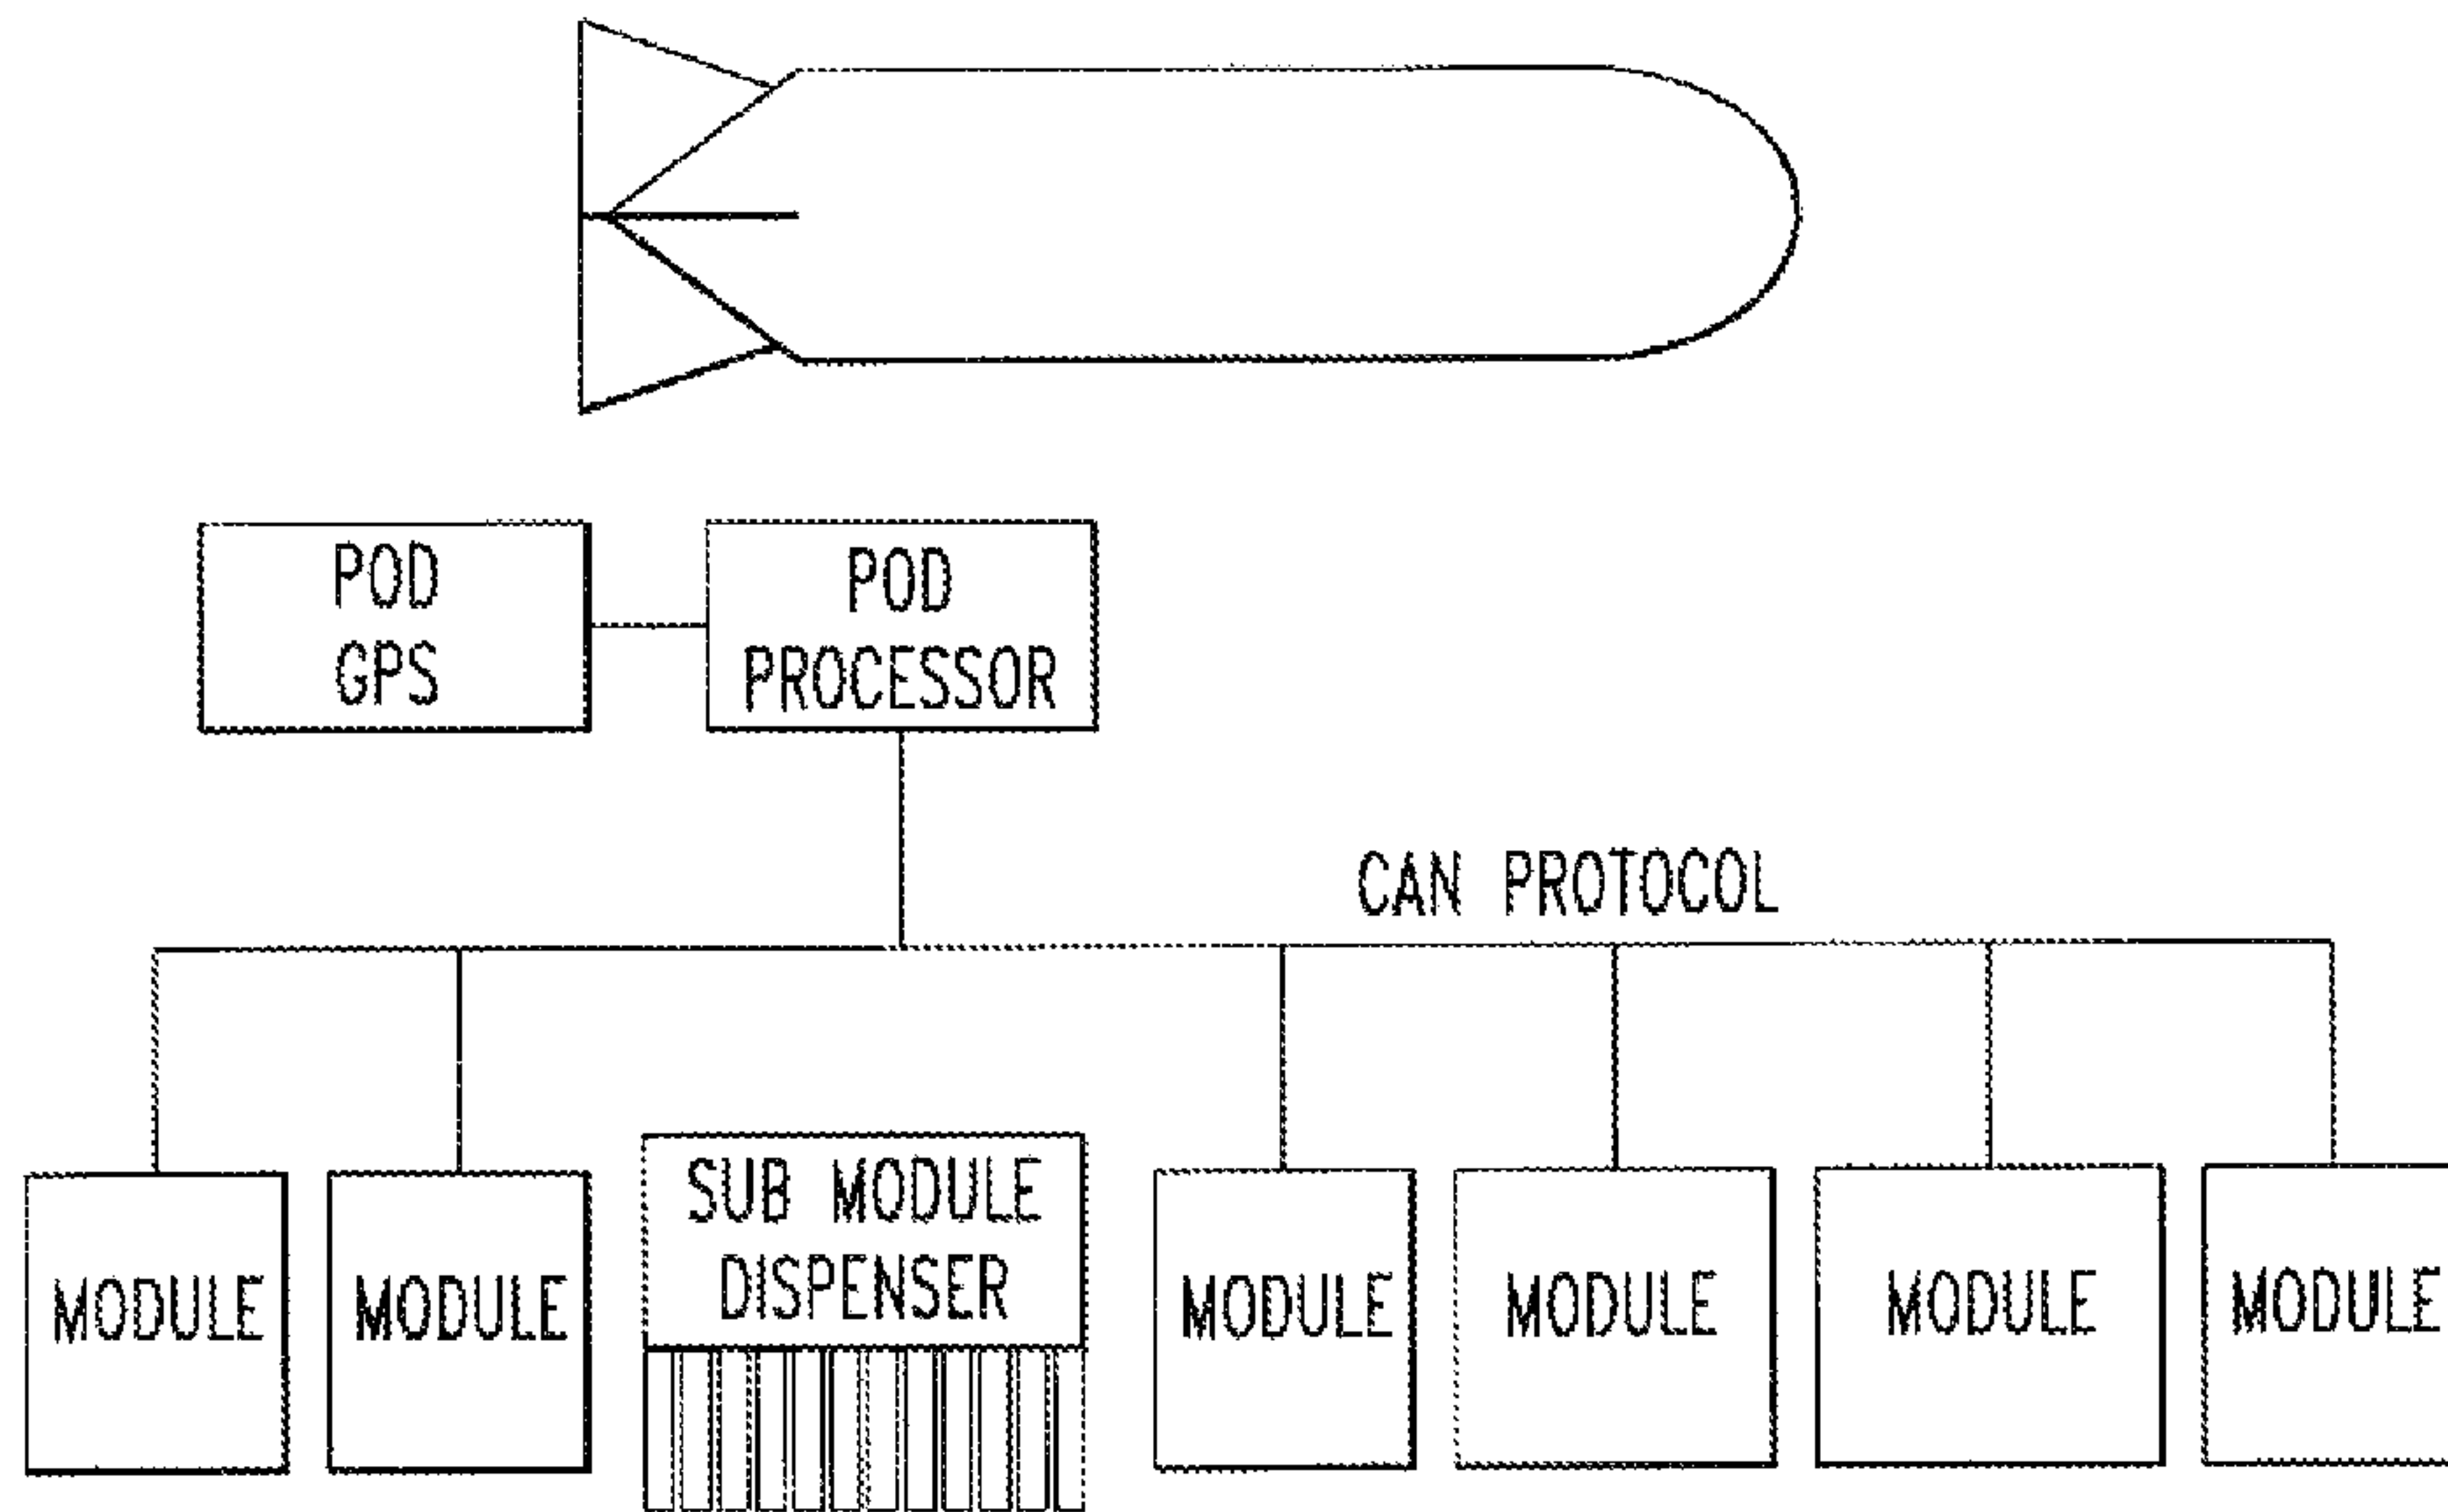 POD
GPS
POD
PROCESSOR
CAN PROTOCOL
SUB MODULE
DISPENSER
MODULE
MODULE
MODULE
MODULE
MODULE
MODULE